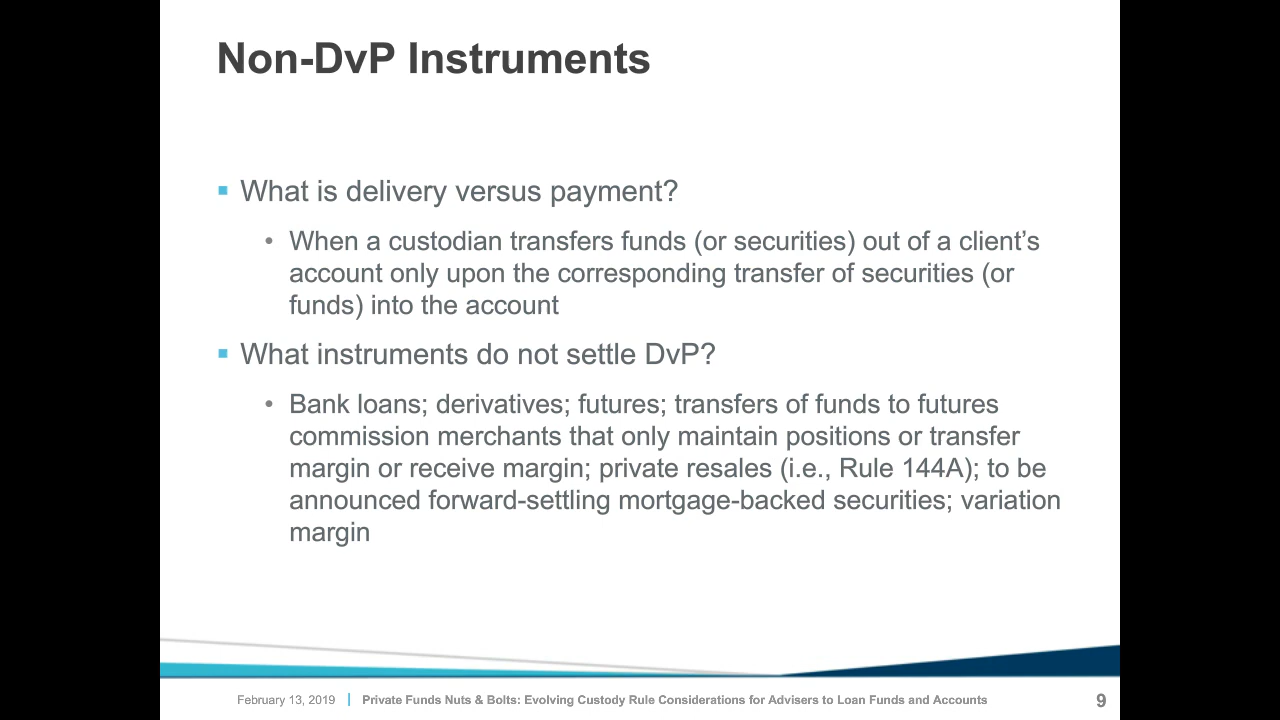 Non-DvP Instruments
What is delivery versus payment?
When a custodian transfers funds (or securities) out of a client’s
account only upon the corresponding transfer of securities (or
funds) into the account
What instruments do not settle DvP?
Bank loans; derivatives; futures; transfers of funds to futures
commission merchants that only maintain positions or transfer
margin or receive margin; private resales (i.e., Rule 144A); to be
announced forward-settling mortgage-backed securities; variation
margin
February 13, 2019 | Private Funds Nuts & Bolts: Evolving Custody Rule Considerations for Advisers to Loan Funds and Accounts 9